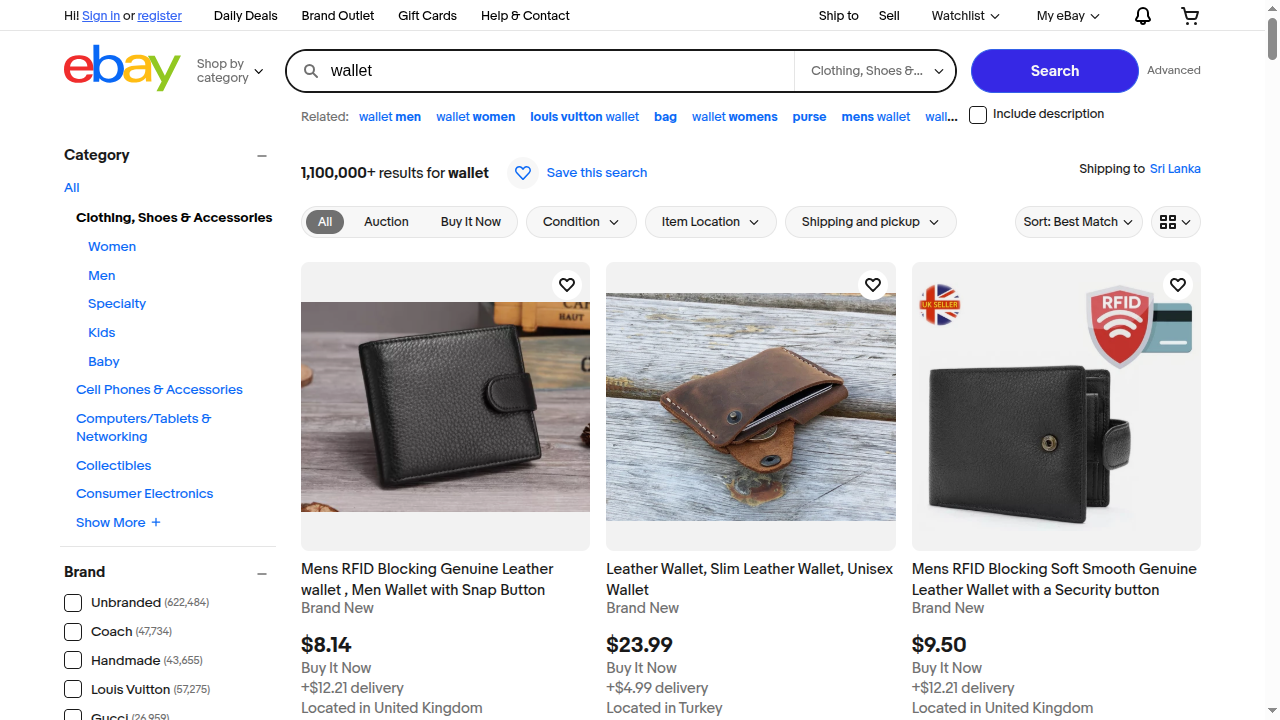 Hi! Sign in or register
Daily Deals
Brand Outlet
Gift Cards
Help & Contact
Ship to
Sell
Watchlist
My eBay
ebay
Shop by category
wallet
Clothing, Shoes &...
Search
Advanced
Related: wallet men wallet women louis vuitton wallet bag wallet womens purse mens wallet wall...
Include description
Category
All
Clothing, Shoes & Accessories
Women
Men
Specialty
Kids
Baby
Cell Phones & Accessories
Computers/Tablets &
Networking
Collectibles
Consumer Electronics
Show More
Brand
Unbranded (622,484)
Coach (47,734)
Handmade (43,655)
Louis Vuitton (57,275)
Gucci (26,959)
1,100,000+ results for wallet
Save this search
Shipping to Sri Lanka
All
Auction
Buy It Now
Condition
Item Location
Shipping and pickup
Sort: Best Match
HAUT
Mens RFID Blocking Genuine Leather
wallet , Men Wallet with Snap Button
Brand New
$8.14
Buy It Now
+$12.21 delivery
Located in United Kingdom
Leather Wallet, Slim Leather Wallet, Unisex
Wallet
Brand New
$23.99
Buy It Now
+$4.99 delivery
Located in Turkey
UK SELLER
RFID
Mens RFID Blocking Soft Smooth Genuine
Leather Wallet with a Security button
Brand New
$9.50
Buy It Now
+$12.21 delivery
Located in United Kingdom